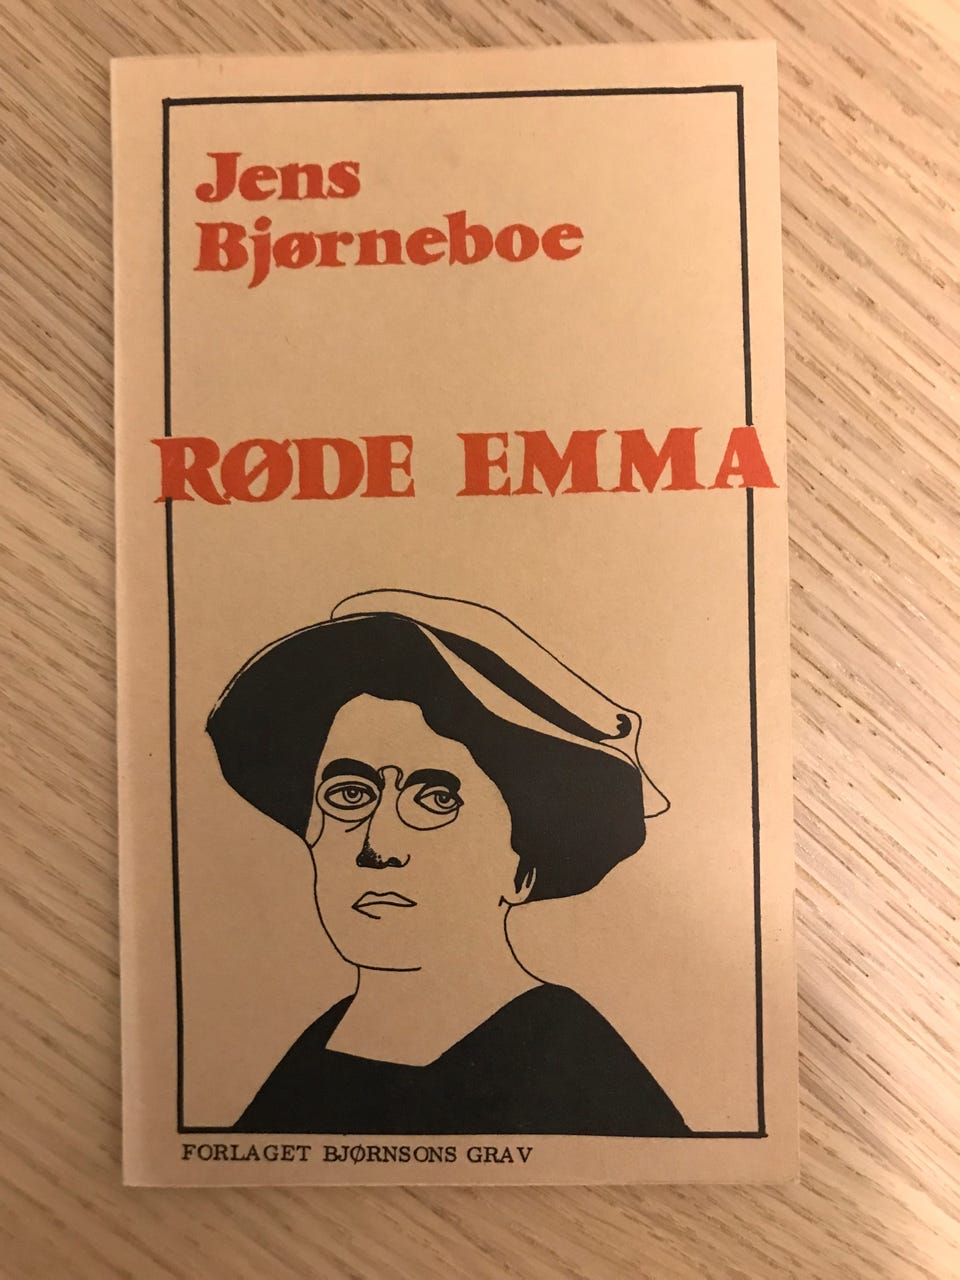 Jens
Bjørneboe
RØDE EMMA
FORLAGET BJØRNSONS GRAV